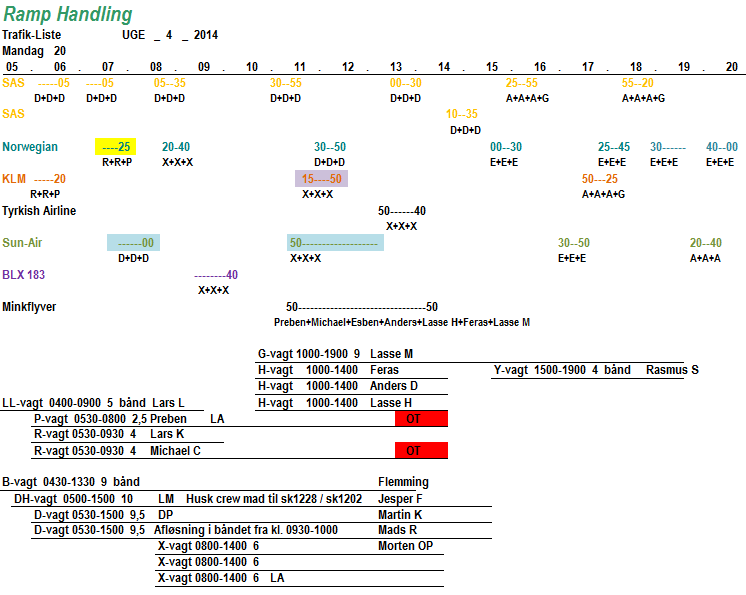 Ramp Handling
Trafik-Liste UGE _ 4 _ 2014
Mandag 20
05 . 06 . 07 . 08 . 09 . 10 . 11 . 12 . 13 . 14 . 15 . 16 . 17 . 18 . 19 . 20
SAS ------05 ----05 05--35 30--55 00--30 25--55 55--20
D+D+D D+D+D D+D+D D+D+D D+D+D A+A+A+G A+A+A+G
SAS 10--35
D+D+D
Norwegian ----25 20-40 30--50 00--30 25--45 30------ 40--00
R+R+P X+X+X D+D+D E+E+E E+E+E E+E+E E+E+E
KLM -----20 15----50 50---25
R+R+P X+X+X A+A+A+G
Tyrkish Airline 50------40
X+X+X
Sun-Air ------00 50--------------------- 30--50 20--40
D+D+D X+X+X E+E+E A+A+A
BLX 183 --------40
X+X+X
Minkflyver 50-----------------------------------50
Preben+Michael+Esben+Anders+Lasse H+Feras+Lasse M
G-vagt 1000-1900 9 Lasse M
H-vagt 1000-1400 Feras Y-vagt 1500-1900 4 bånd Rasmus S
H-vagt 1000-1400 Anders D
LL-vagt 0400-0900 5 bånd Lars L H-vagt 1000-1400 Lasse H
P-vagt 0530-0800 2,5 Preben LA OT
R-vagt 0530-0930 4 Lars K
R-vagt 0530-0930 4 Michael C OT
B-vagt 0430-1330 9 bånd Flemming
DH-vagt 0500-1500 10 LM Husk crew mad til sk1228 / sk1202 Jesper F
D-vagt 0530-1500 9,5 DP Martin K
D-vagt 0530-1500 9,5 Afløsning i båndet fra kl. 0930-1000 Mads R
X-vagt 0800-1400 6 Morten OP
X-vagt 0800-1400 6
X-vagt 0800-1400 6 LA